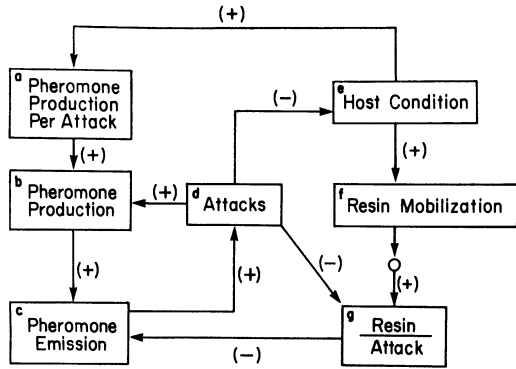 (+)
a
Pheromone
Production
Per Attack
(-)
e
Host Condition
(+)
(+)
b
Pheromone
Production
(+)
d
Attacks
f
Resin Mobilization
(+)
(+)
(-)
(+)
c
Pheromone
Emission
g
Resin
Attack
(-)